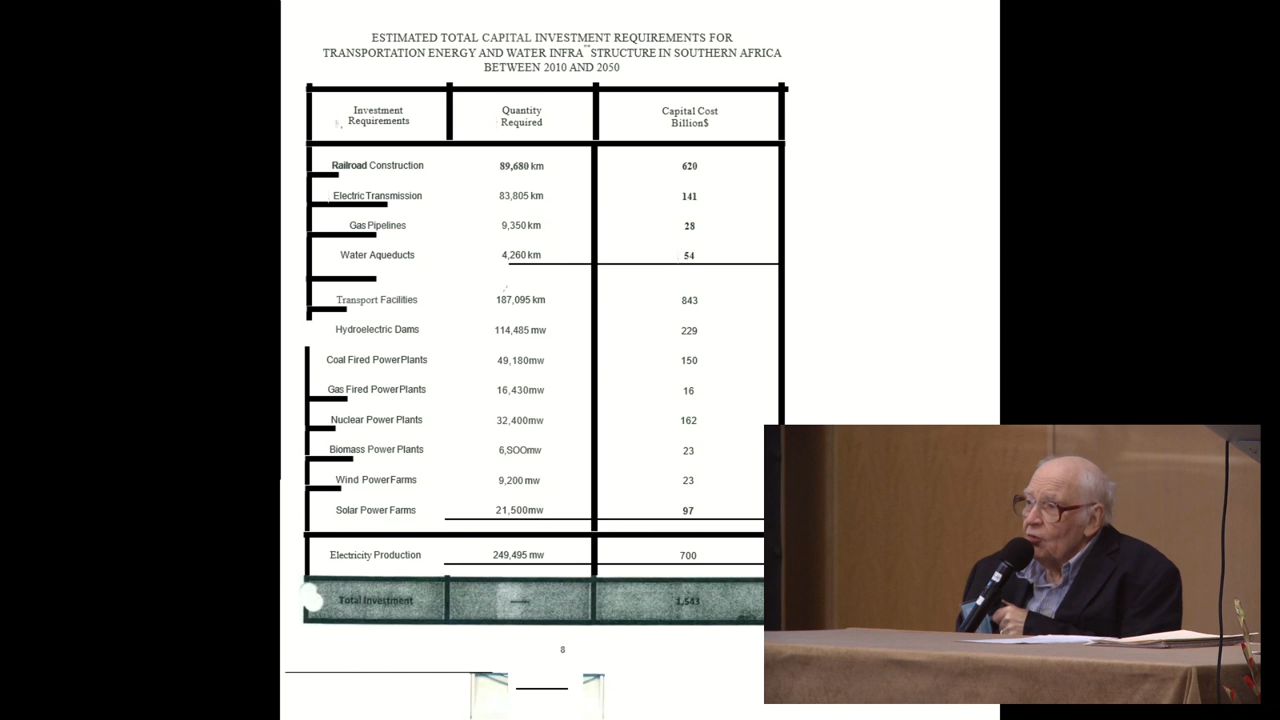 ESTIMATED TOTAL CAPITAL INVESTMENT REQUIREMENTS FOR
TRANSPORTATION ENERGY AND WATER INFRA STRUCTURE IN SOUTHERN AFRICA
BETWEEN 2010 AND 2050
Investment Requirements Quantity Required Capital Cost Billion$
Railroad Construction 89,680 km 620
Electric Transmission 83,805 km 141
Gas Pipelines 9,350 km 28
Water Aqueducts 4,260 km 54
Transport Facilities 187,095 km 843
Hydroelectric Dams 114,485 mw 229
Coal Fired PowerPlants 49,180mw 150
Gas Fired PowerPlants 16,430mw 16
Nuclear Power Plants 32,400mw 162
Biomass Power Plants 6,SOOmw 23
Wind PowerFarms 9,200 mw 23
Solar Power Farms 21,500mw 97
Electricity Production 249,495 mw 700
Total Investment — 1,543
8